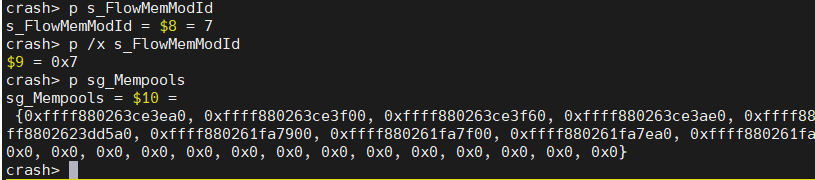 crash> p s_FlowMemModId
s_FlowMemModId = $8 = 7
crash> p /x s_FlowMemModId
$9 = 0x7
crash> p sg_Mempools
sg_Mempools = $10 =
{0xffff880263ce3ea0, 0xffff880263ce3f00, 0xffff880263ce3f60, 0xffff880263ce3ae0, 0xffff88
ff8802623dd5a0, 0xffff880261fa7900, 0xffff880261fa7f00, 0xffff880261fa7ea0, 0xffff880261fa
0x0, 0x0, 0x0, 0x0, 0x0, 0x0, 0x0, 0x0, 0x0, 0x0, 0x0, 0x0, 0x0, 0x0}
crash>